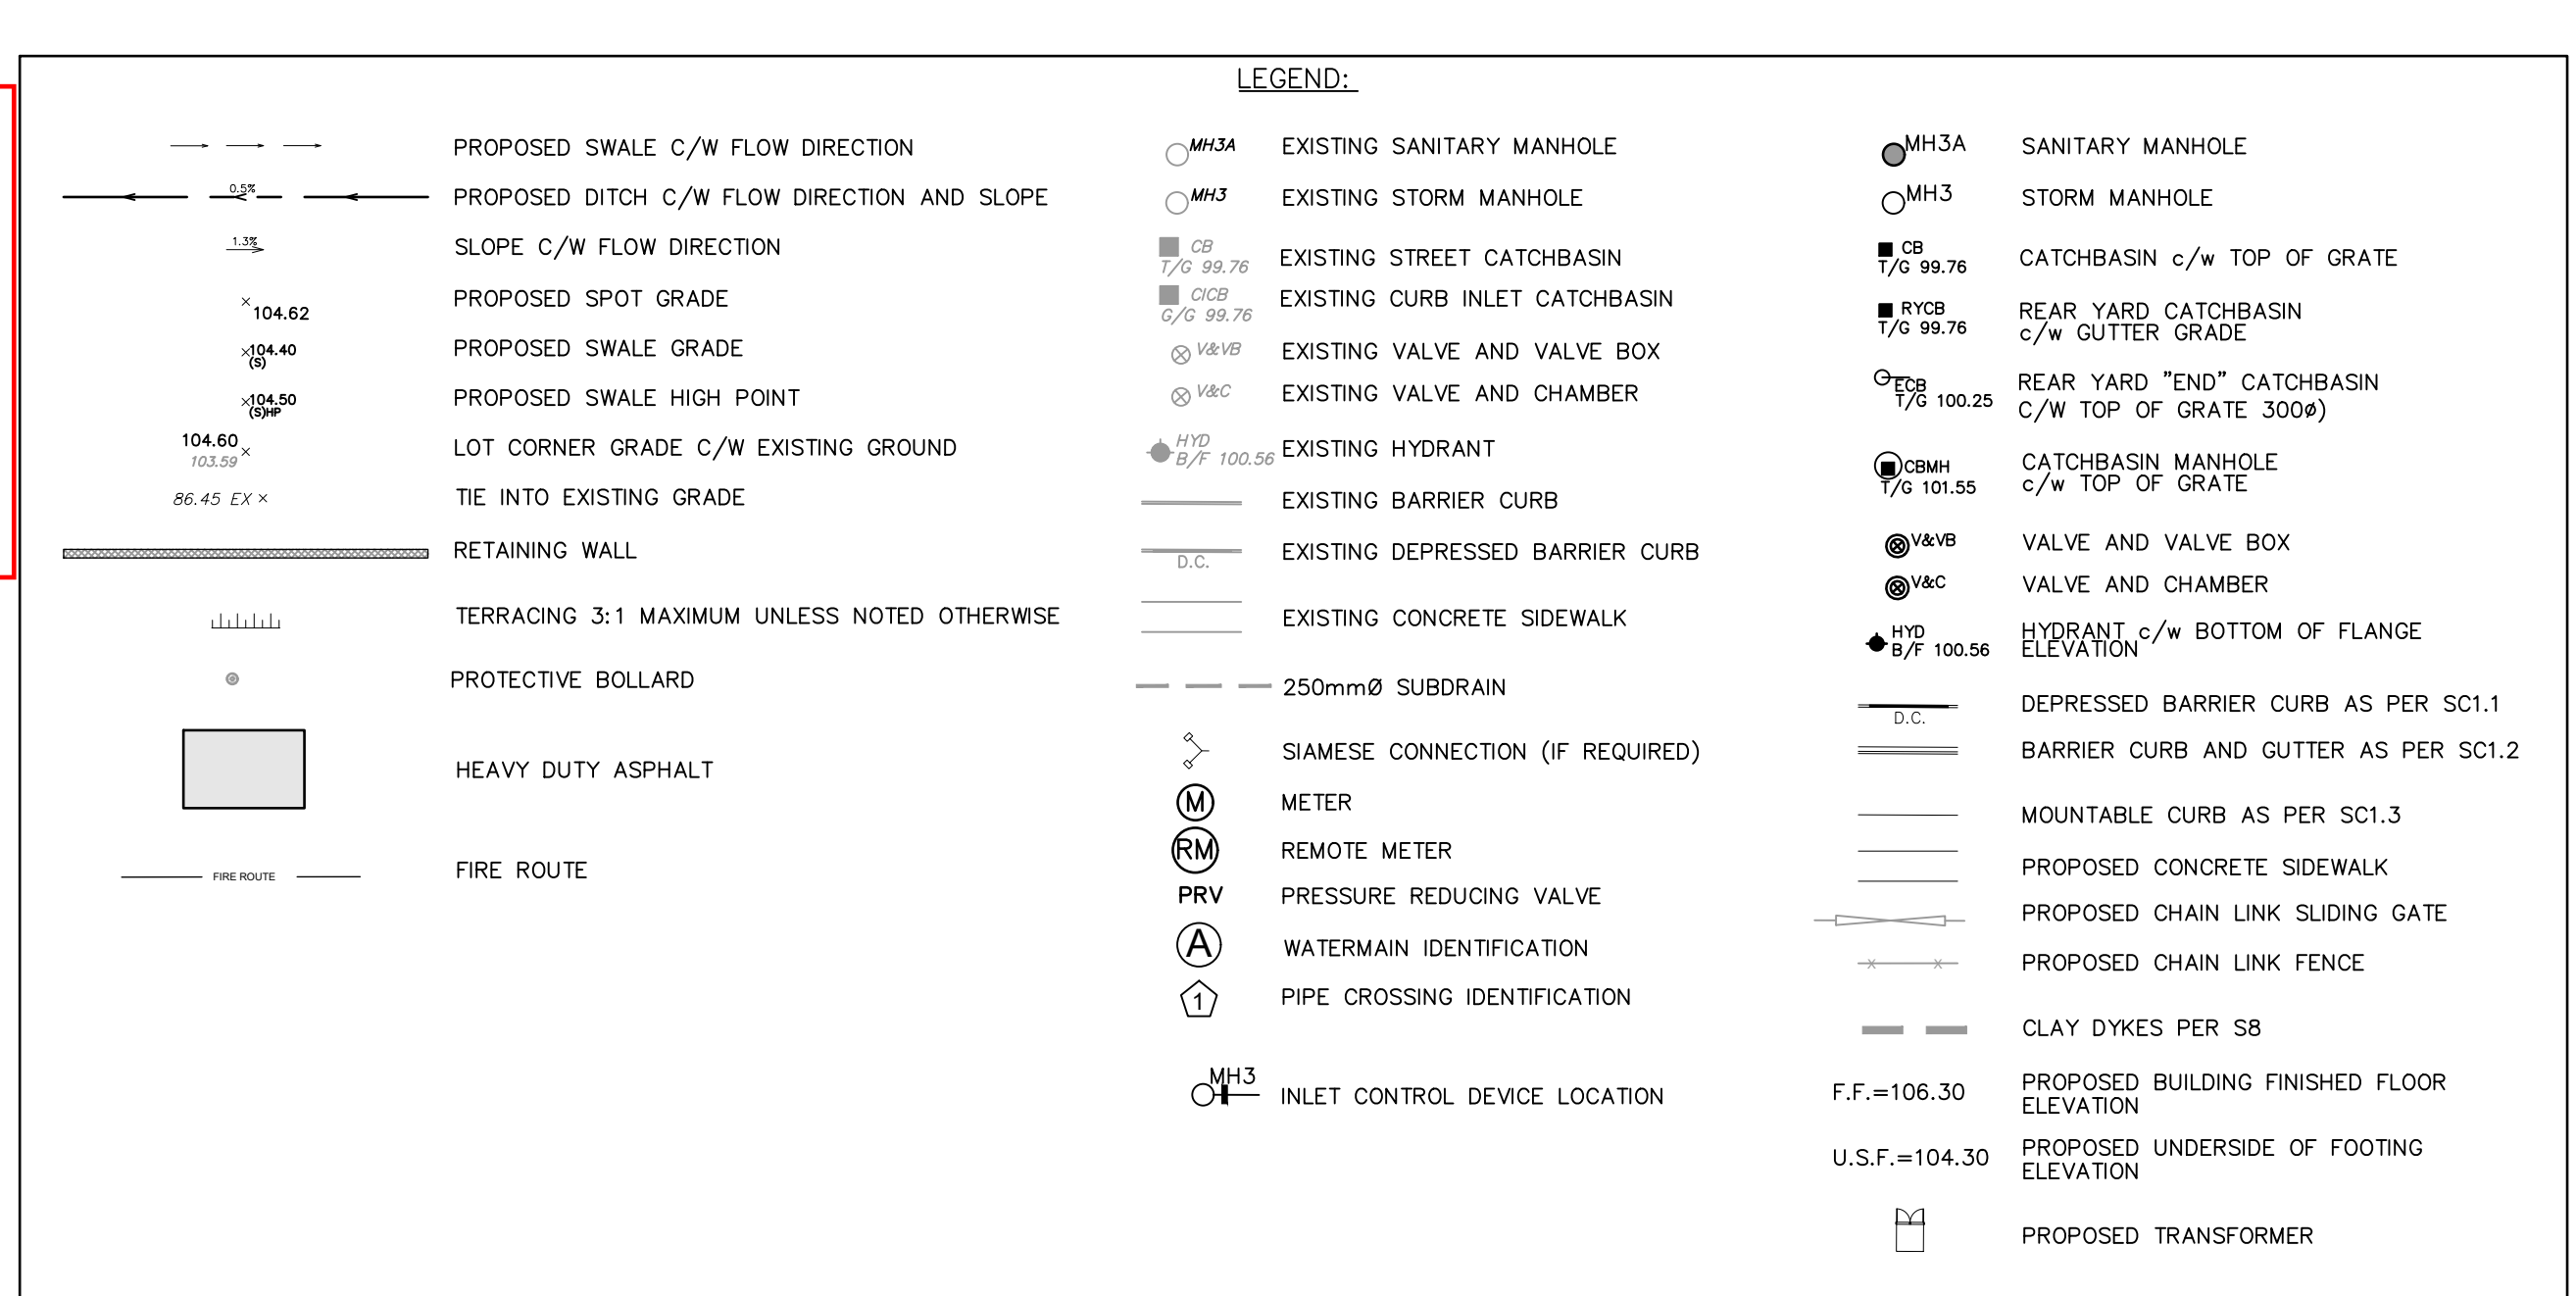 LEGEND:
PROPOSED SWALE C/W FLOW DIRECTION
0.5%
PROPOSED DITCH C/W FLOW DIRECTION AND SLOPE
1.3%
SLOPE C/W FLOW DIRECTION
PROPOSED SPOT GRADE
104.62
104.40
(S)
PROPOSED SWALE GRADE
104.50
(S)HP
PROPOSED SWALE HIGH POINT
104.60
103.59
LOT CORNER GRADE C/W EXISTING GROUND
86.45 EX
TIE INTO EXISTING GRADE
RETAINING WALL
TERRACING 3:1 MAXIMUM UNLESS NOTED OTHERWISE
PROTECTIVE BOLLARD
HEAVY DUTY ASPHALT
FIRE ROUTE
FIRE ROUTE
MH3A
EXISTING SANITARY MANHOLE
MH3
EXISTING STORM MANHOLE
CB
T/G 99.76
EXISTING STREET CATCHBASIN
CICB
G/G 99.76
EXISTING CURB INLET CATCHBASIN
V&VB
EXISTING VALVE AND VALVE BOX
V&C
EXISTING VALVE AND CHAMBER
HYD
B/F 100.56
EXISTING HYDRANT
EXISTING BARRIER CURB
D.C.
EXISTING DEPRESSED BARRIER CURB
EXISTING CONCRETE SIDEWALK
250mmØ SUBDRAIN
SIAMESE CONNECTION (IF REQUIRED)
M
METER
RM
REMOTE METER
PRV
PRESSURE REDUCING VALVE
A
WATERMAIN IDENTIFICATION
1
PIPE CROSSING IDENTIFICATION
MH3
INLET CONTROL DEVICE LOCATION
MH3A
SANITARY MANHOLE
MH3
STORM MANHOLE
CB
T/G 99.76
CATCHBASIN c/w TOP OF GRATE
RYCB
T/G 99.76
REAR YARD CATCHBASIN
c/w GUTTER GRADE
ECB
T/G 100.25
REAR YARD "END" CATCHBASIN
C/W TOP OF GRATE 300ø)
CBMH
T/G 101.55
CATCHBASIN MANHOLE
c/w TOP OF GRATE
V&VB
VALVE AND VALVE BOX
V&C
VALVE AND CHAMBER
HYD
B/F 100.56
HYDRANT c/w BOTTOM OF FLANGE
ELEVATION
D.C.
DEPRESSED BARRIER CURB AS PER SC1.1
BARRIER CURB AND GUTTER AS PER SC1.2
MOUNTABLE CURB AS PER SC1.3
PROPOSED CONCRETE SIDEWALK
PROPOSED CHAIN LINK SLIDING GATE
PROPOSED CHAIN LINK FENCE
CLAY DYKES PER S8
F.F.=106.30
PROPOSED BUILDING FINISHED FLOOR
ELEVATION
U.S.F.=104.30
PROPOSED UNDERSIDE OF FOOTING
ELEVATION
PROPOSED TRANSFORMER